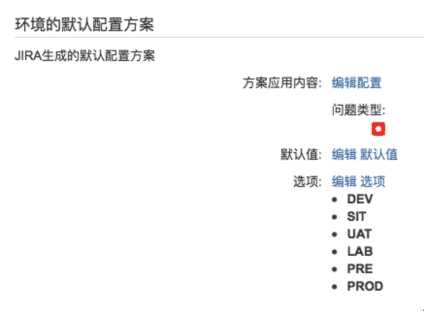 环境的默认配置方案
JIRA生成的默认配置方案
方案应用内容: 编辑配置
问题类型:
默认值: 编辑 默认值
选项: 编辑 选项
• DEV
• SIT
• UAT
• LAB
• PRE
• PROD